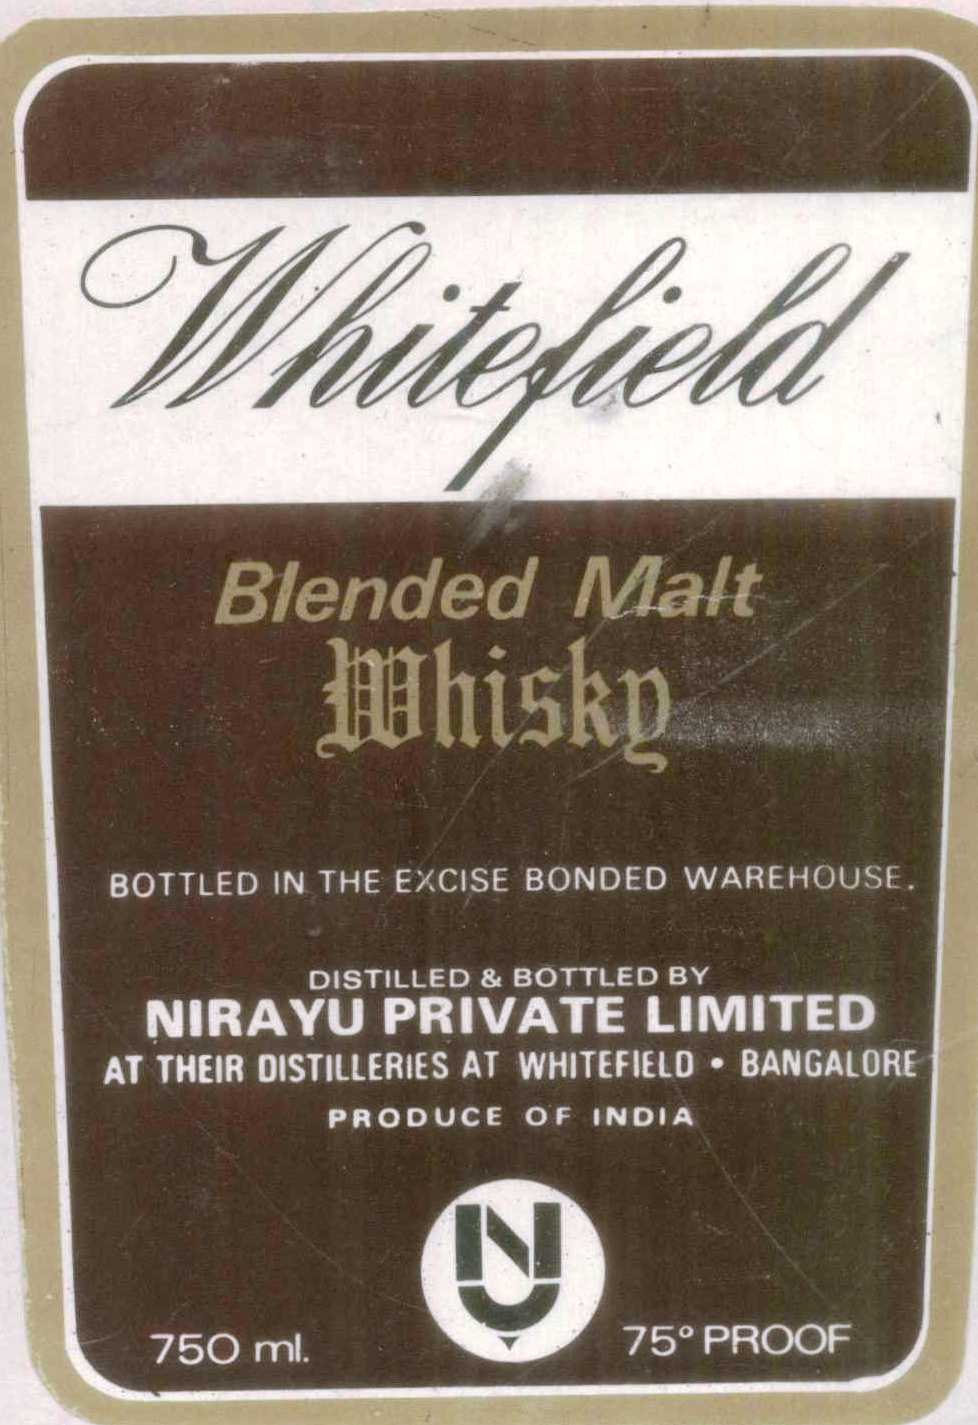 Whitefield
Blended Malt
Whisky
BOTTLED IN THE EXCISE BONDED WAREHOUSE.
DISTILLED & BOTTLED BY
NIRAYU PRIVATE LIMITED
AT THEIR DISTILLERIES AT WHITEFIELD • BANGALORE
PRODUCE OF INDIA
NU
750 ml.
75° PROOF